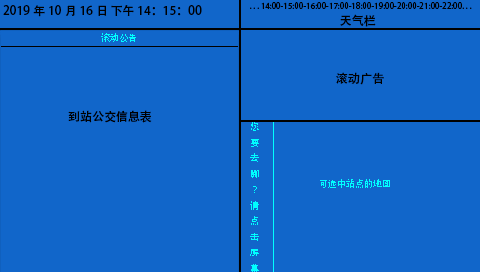 2019 年 10 月 16 日 下午 14：15：00
…14:00-15:00-16:00-17:00-18:00-19:00-20:00-21:00-22:00…
天气栏
滚动公告
滚动广告
到站公交信息表
您要去哪？请点击屏幕
可选中站点的地图